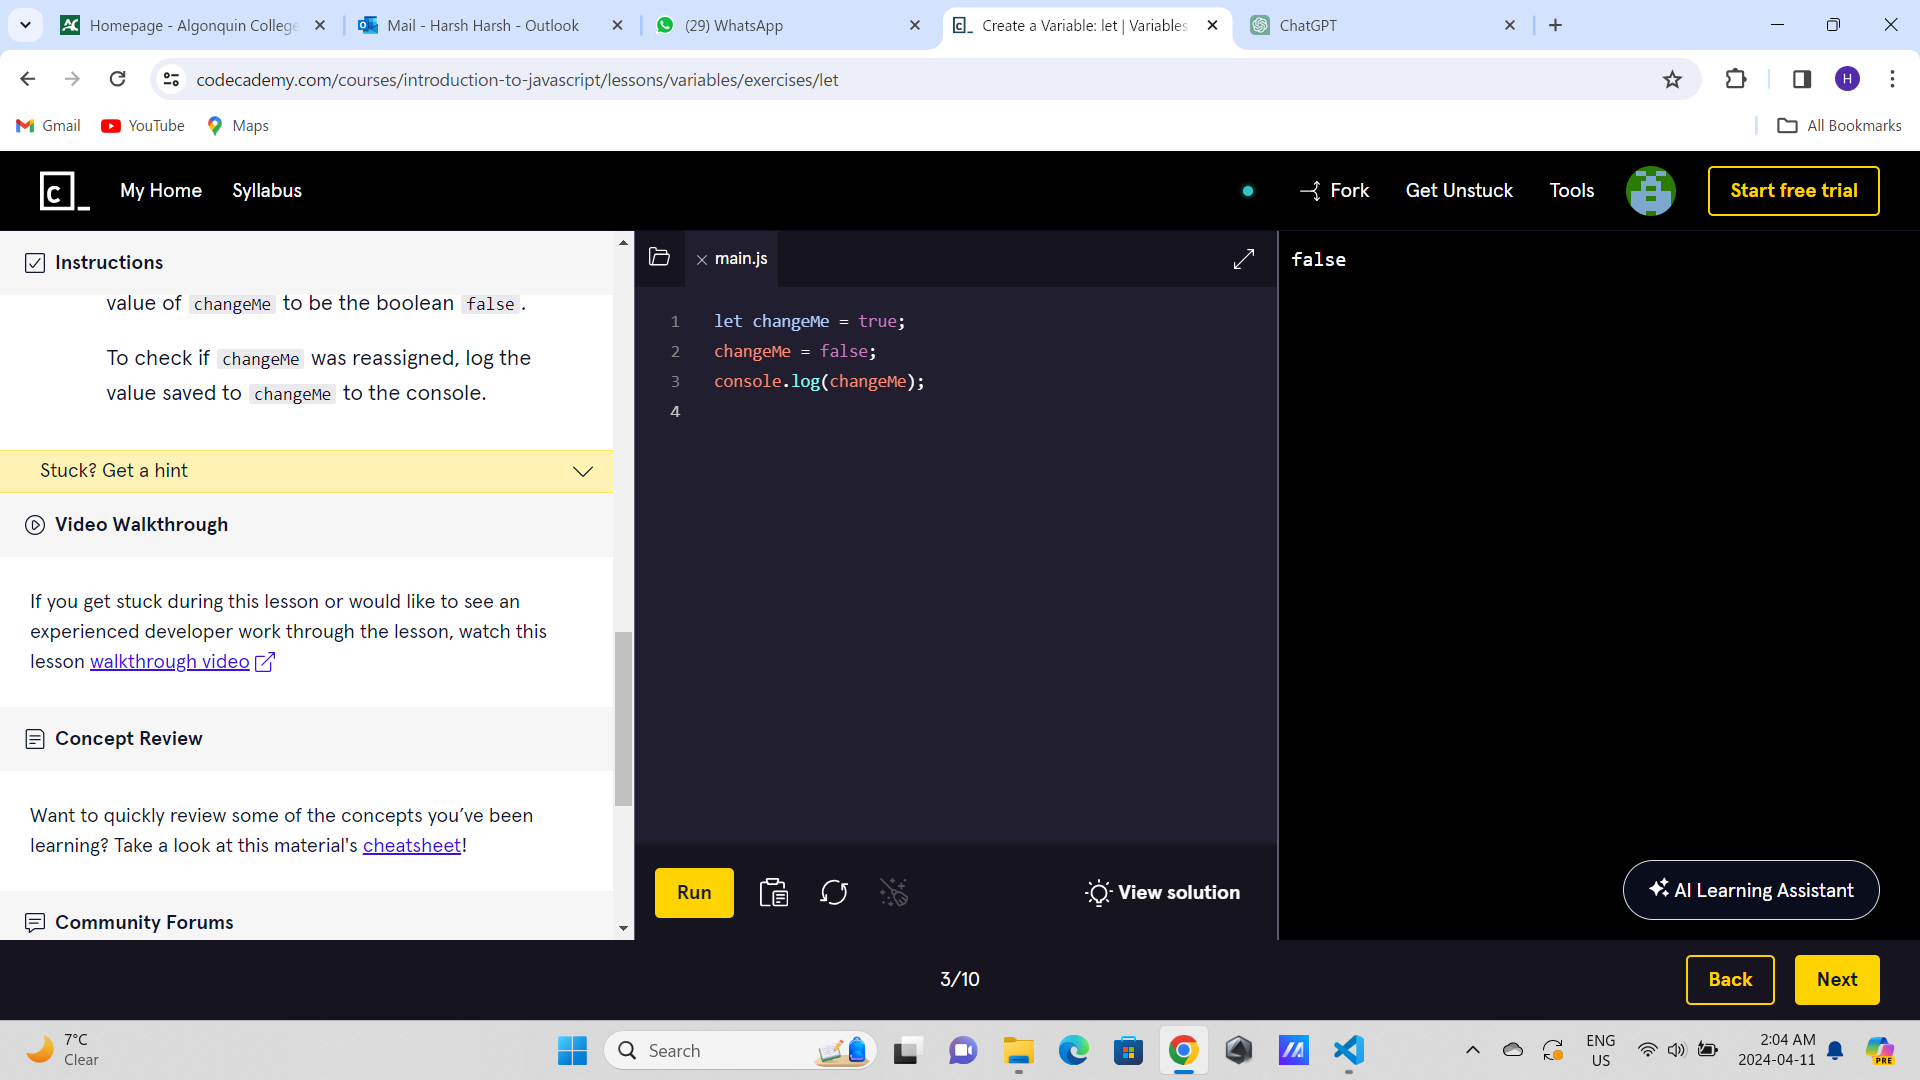 Homepage - Algonquin College
Mail - Harsh Harsh - Outlook
(29) WhatsApp
Create a Variable: let | Variables
ChatGPT
codecademy.com/courses/introduction-to-javascript/lessons/variables/exercises/let
H
Gmail
YouTube
Maps
All Bookmarks
c_
My Home
Syllabus
Fork
Get Unstuck
Tools
Start free trial
Instructions
value of changeMe to be the boolean false.
To check if changeMe was reassigned, log the
value saved to changeMe to the console.
Stuck? Get a hint
Video Walkthrough
If you get stuck during this lesson or would like to see an
experienced developer work through the lesson, watch this
lesson walkthrough video
Concept Review
Want to quickly review some of the concepts you’ve been
learning? Take a look at this material's cheatsheet!
Community Forums
main.js
1 let changeMe = true;
2 changeMe = false;
3 console.log(changeMe);
4
Run
View solution
false
AI Learning Assistant
3/10
Back
Next
7°C
Clear
Search
ENG
US
2:04 AM
2024-04-11
PRE